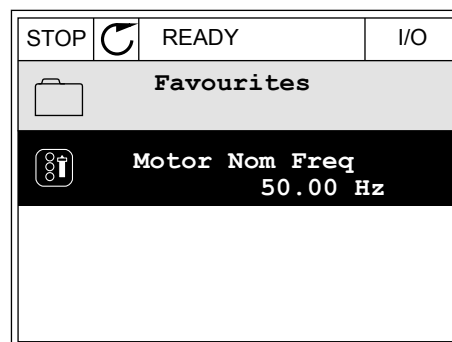 STOP READY I/O
Favourites
Motor Nom Freq
50.00 Hz